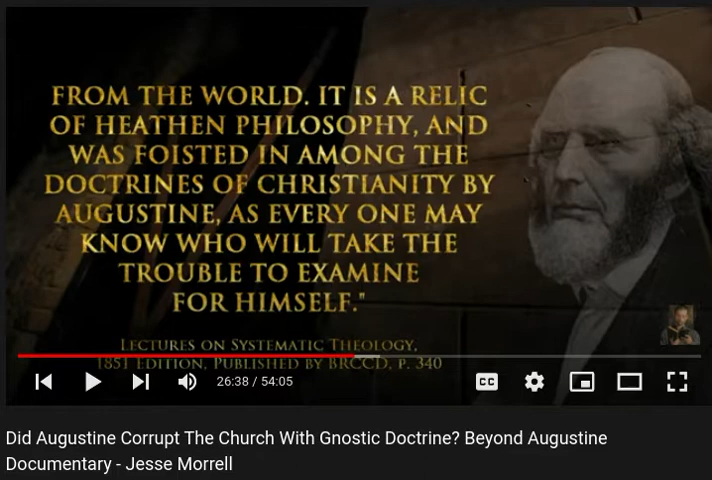 FROM THE WORLD. IT IS A RELIC
OF HEATHEN PHILOSOPHY, AND
WAS FOISTED IN AMONG THE
DOCTRINES OF CHRISTIANITY BY
AUGUSTINE, AS EVERY ONE MAY
KNOW WHO WILL TAKE THE
TROUBLE TO EXAMINE
FOR HIMSELF."
LECTURES ON SYSTEMATIC THEOLOGY,
1851 EDITION, PUBLISHED BY BRCCD, P. 340
26:38 / 54:05
CC
Did Augustine Corrupt The Church With Gnostic Doctrine? Beyond Augustine
Documentary - Jesse Morrell